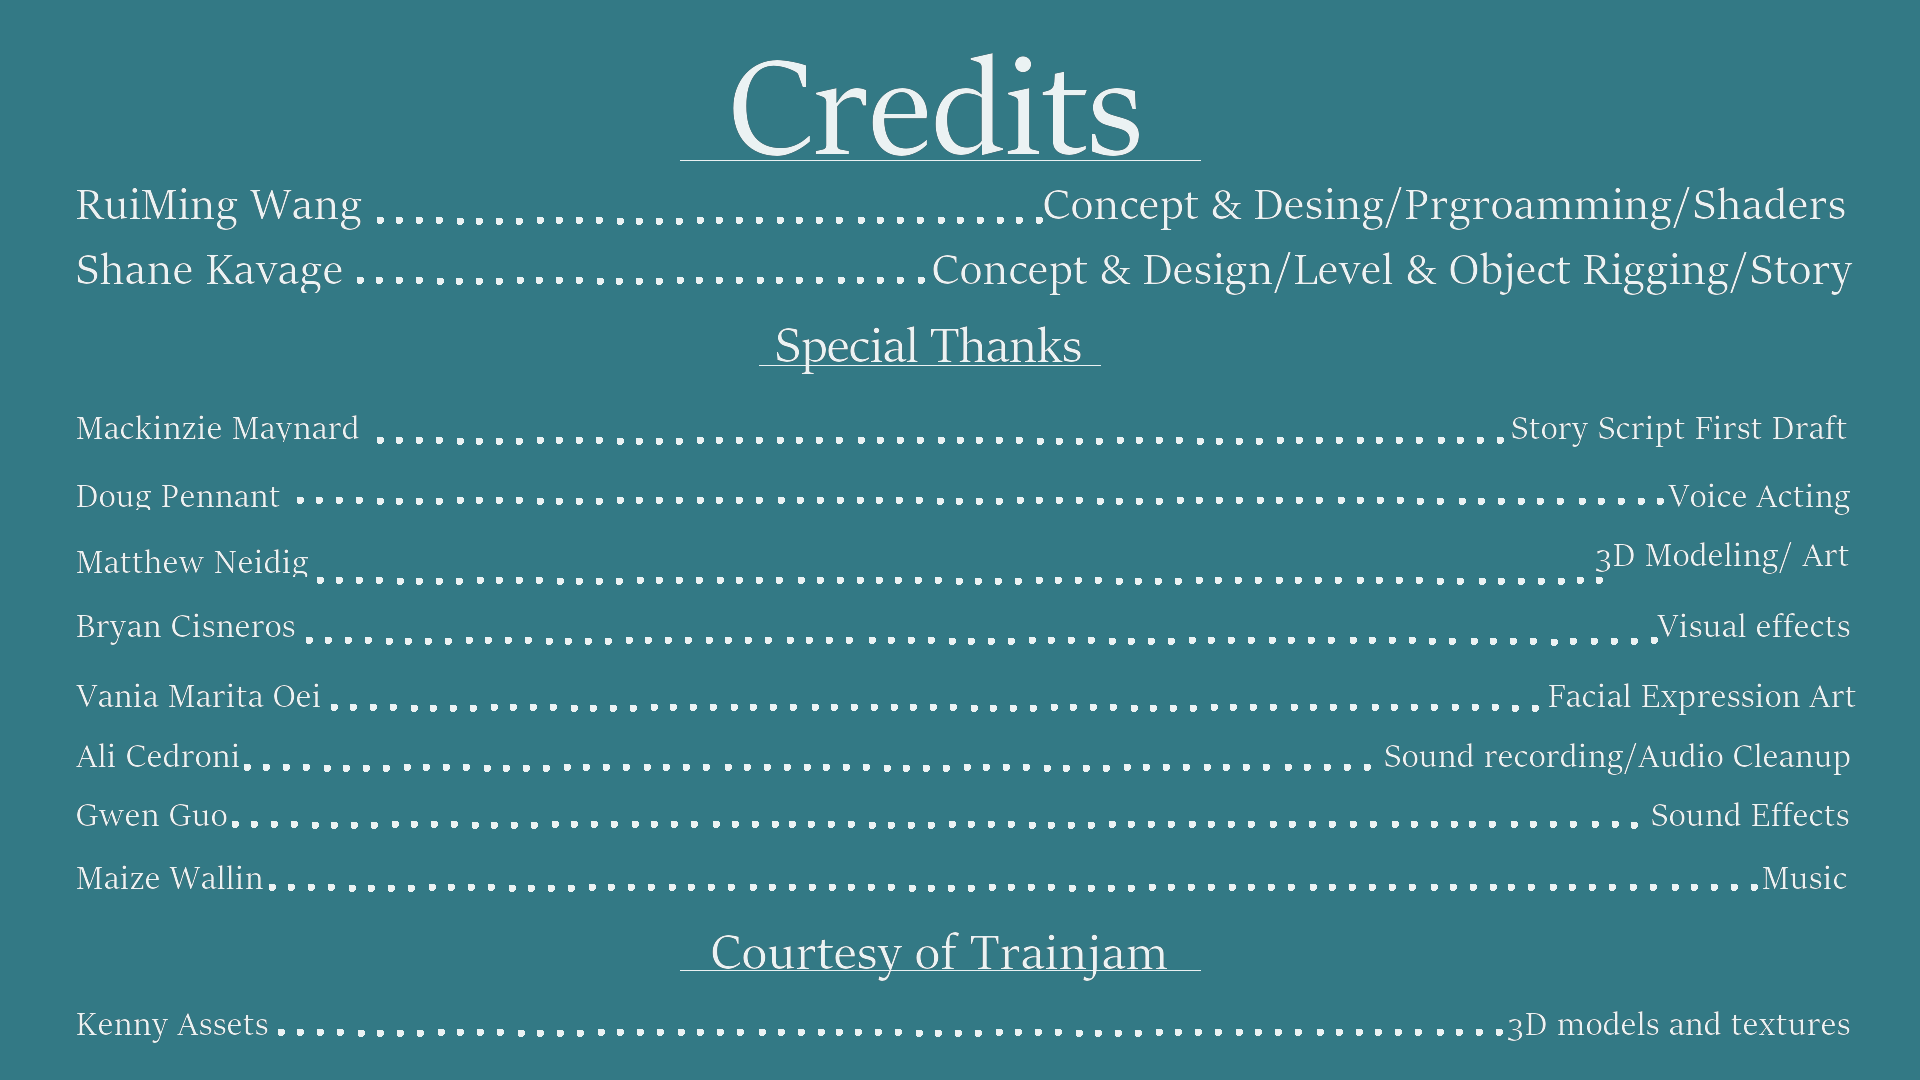 Credits
RuiMing Wang ..................................Concept & Desing/Prgroamming/Shaders
Shane Kavage .............................Concept & Design/Level & Object Rigging/Story
Special Thanks
Mackinzie Maynard .........................................................Story Script First Draft
Doug Pennant .....................................................................Voice Acting
Matthew Neidig .................................................................3D Modeling/ Art
Bryan Cisneros ....................................................................Visual effects
Vania Marita Oei .............................................................Facial Expression Art
Ali Cedroni......................................................... Sound recording/Audio Cleanup
Gwen Guo....................................................................... Sound Effects
Maize Wallin...........................................................................Music
Courtesy of Trainjam
Kenny Assets ..............................................................3D models and textures